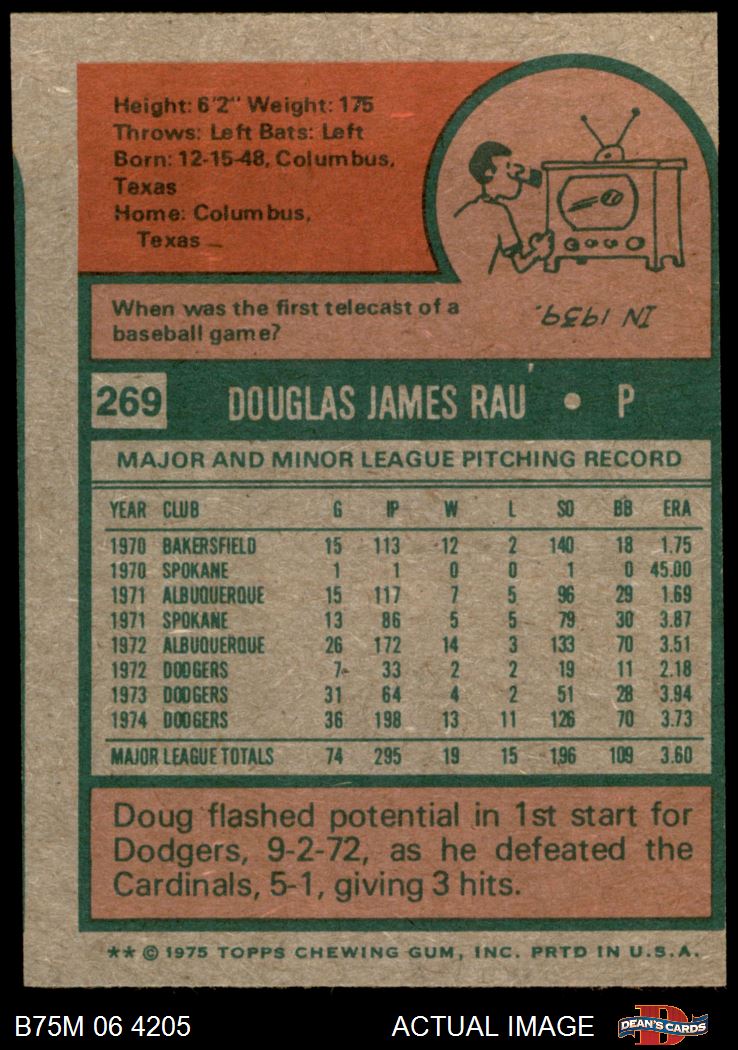 Height: 6'2" Weight: 175
Throws: Left Bats: Left
Born: 12-15-48, Columbus,
Texas
Home: Columbus,
Texas
When was the first telecast of a
baseball game?
IN 1939.
269 DOUGLAS JAMES RAU • P
MAJOR AND MINOR LEAGUE PITCHING RECORD
YEAR CLUB G IP W L SO BB ERA
1970 BAKERSFIELD 15 113 12 2 140 18 1.75
1970 SPOKANE 1 1 0 0 1 0 45.00
1971 ALBUQUERQUE 15 117 7 5 96 29 1.69
1971 SPOKANE 13 86 5 5 79 30 3.87
1972 ALBUQUERQUE 26 172 14 3 133 70 3.51
1972 DODGERS 7 33 2 2 19 11 2.18
1973 DODGERS 31 64 4 2 51 28 3.94
1974 DODGERS 36 198 13 11 126 70 3.73
MAJOR LEAGUE TOTALS 74 295 19 15 196 109 3.60
Doug flashed potential in 1st start for
Dodgers, 9-2-72, as he defeated the
Cardinals, 5-1, giving 3 hits.
** © 1975 TOPPS CHEWING GUM, INC. PRTD IN U.S.A.
B75M 06 4205 ACTUAL IMAGE DEAN'S CARDS